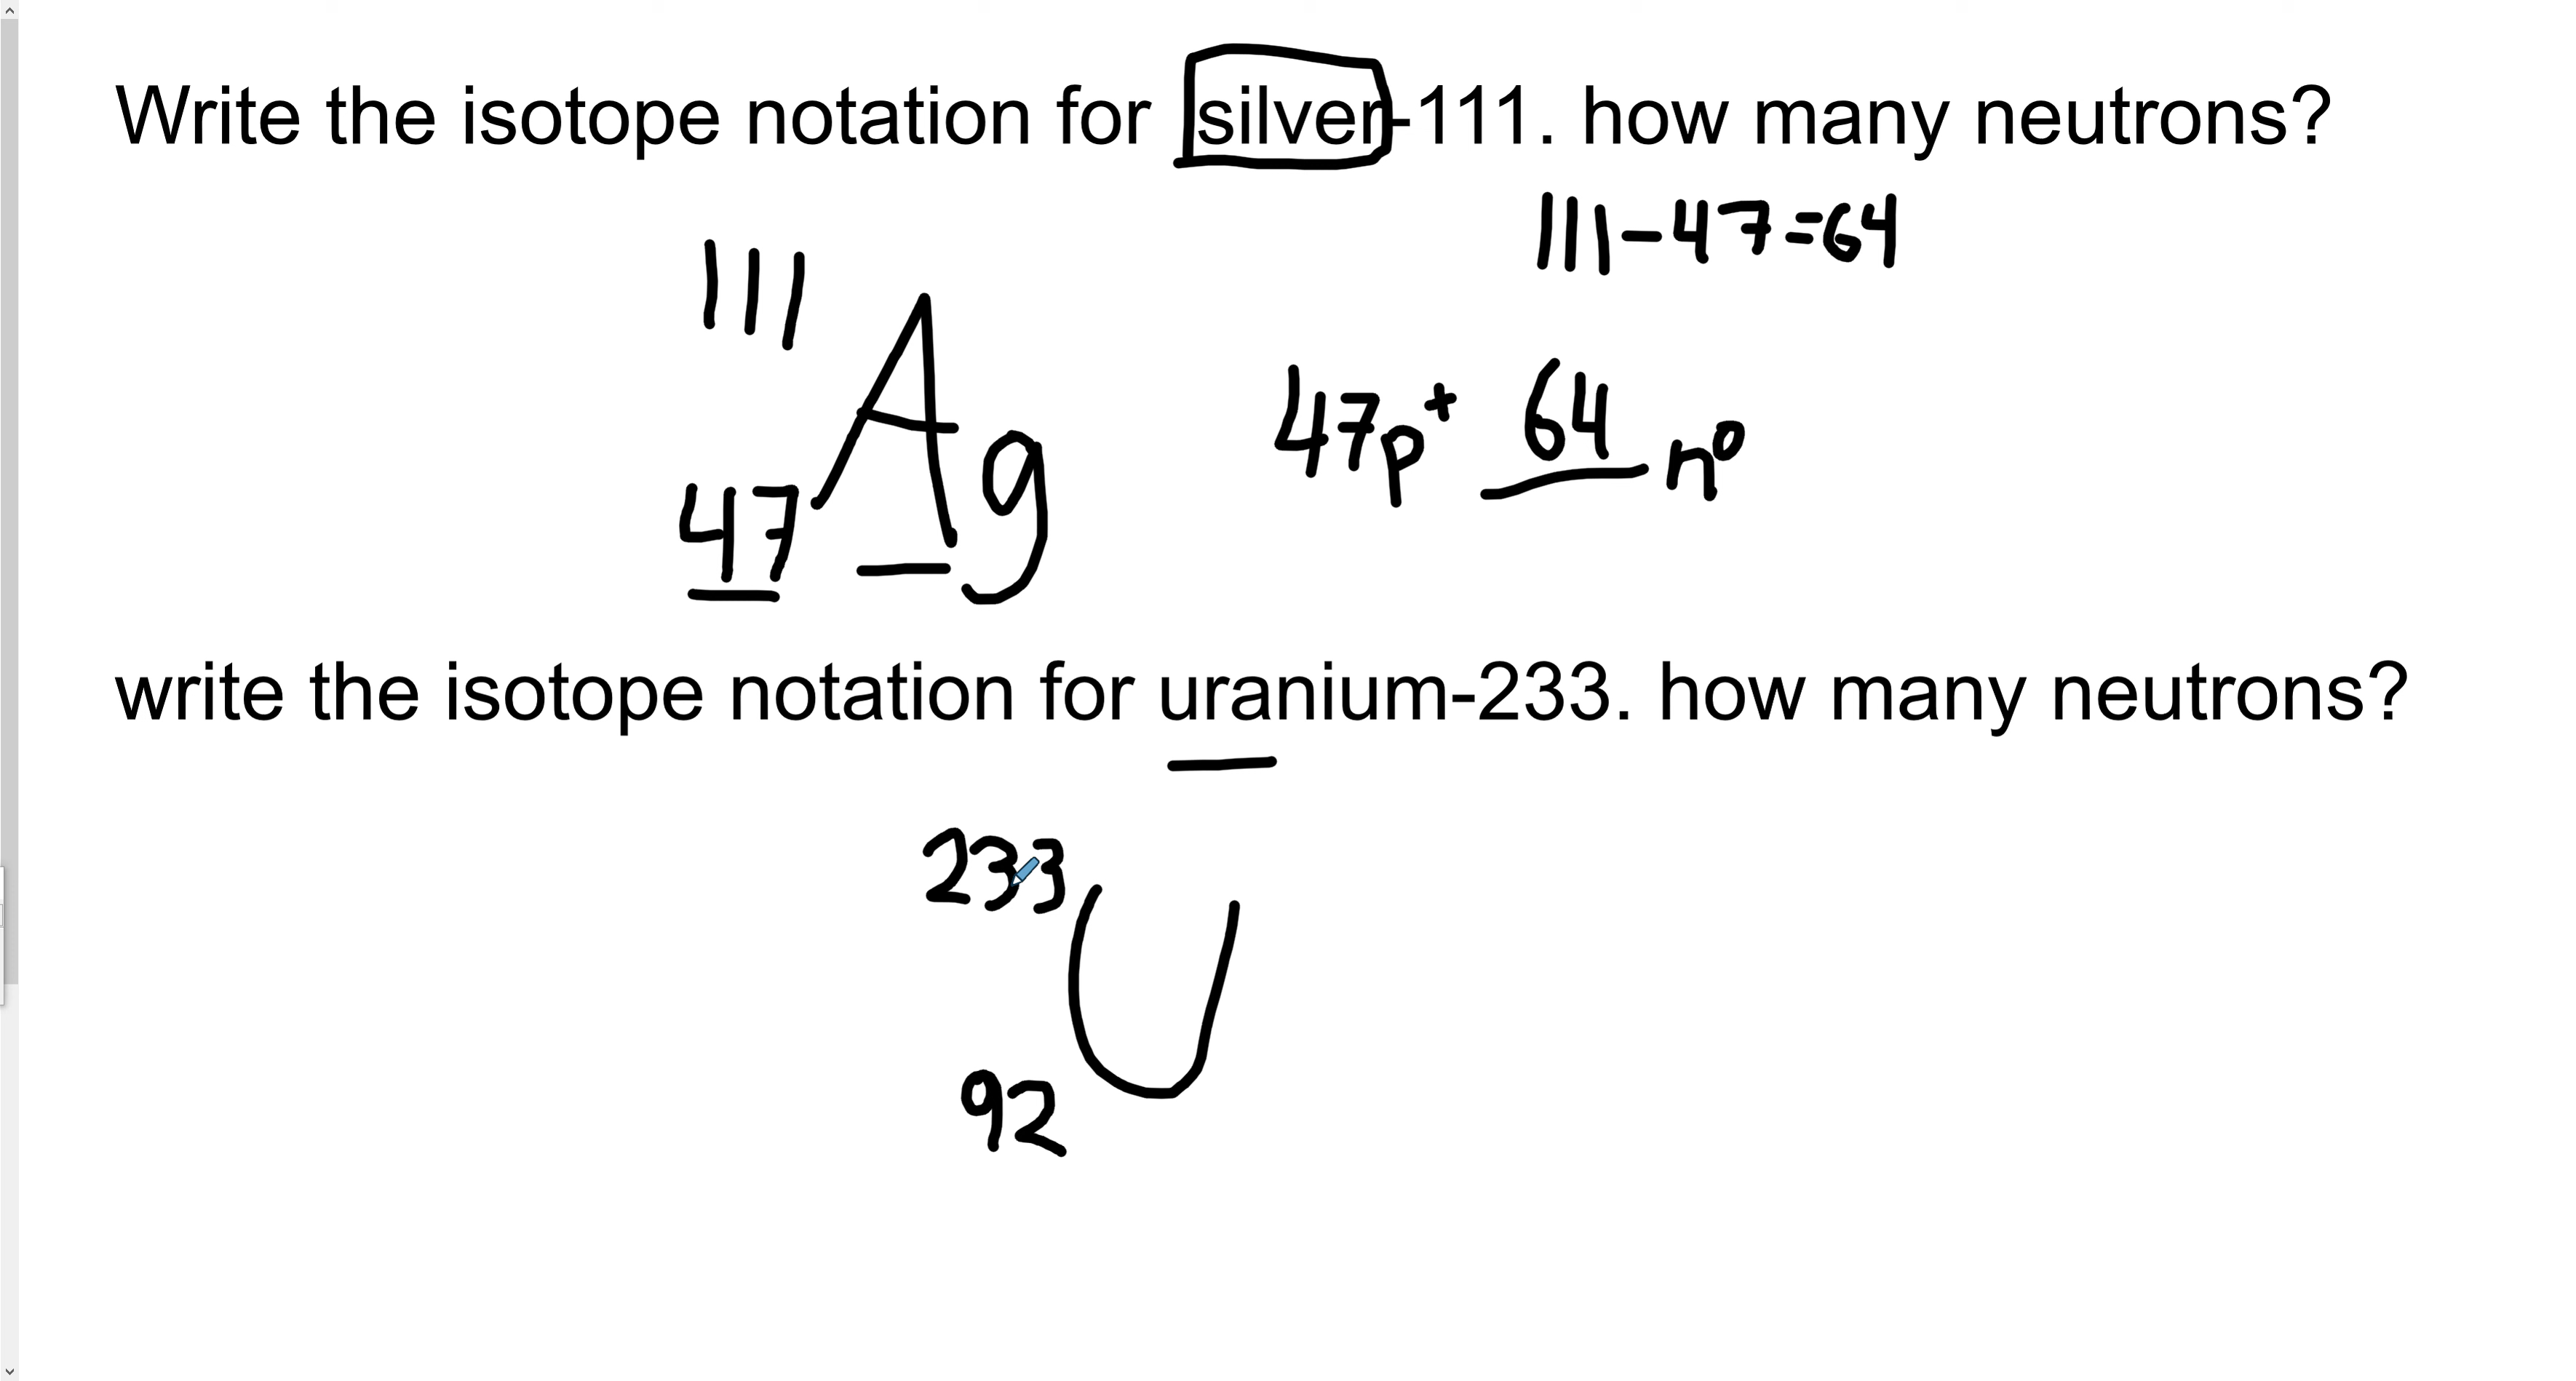 Write the isotope notation for silver-111. how many neutrons?
111-47=64
111
Ag
47
47p+ 64 n0
write the isotope notation for uranium-233. how many neutrons?
233
U
92